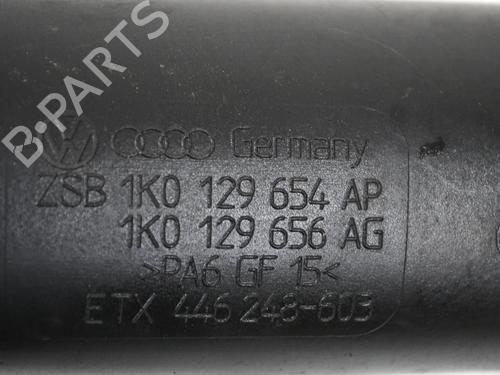 B-PARTS
Germany
ZSB 1K0 129 654 AP
1K0 129 656 AG
>PA6 GF 15<
ETX 446 248-603